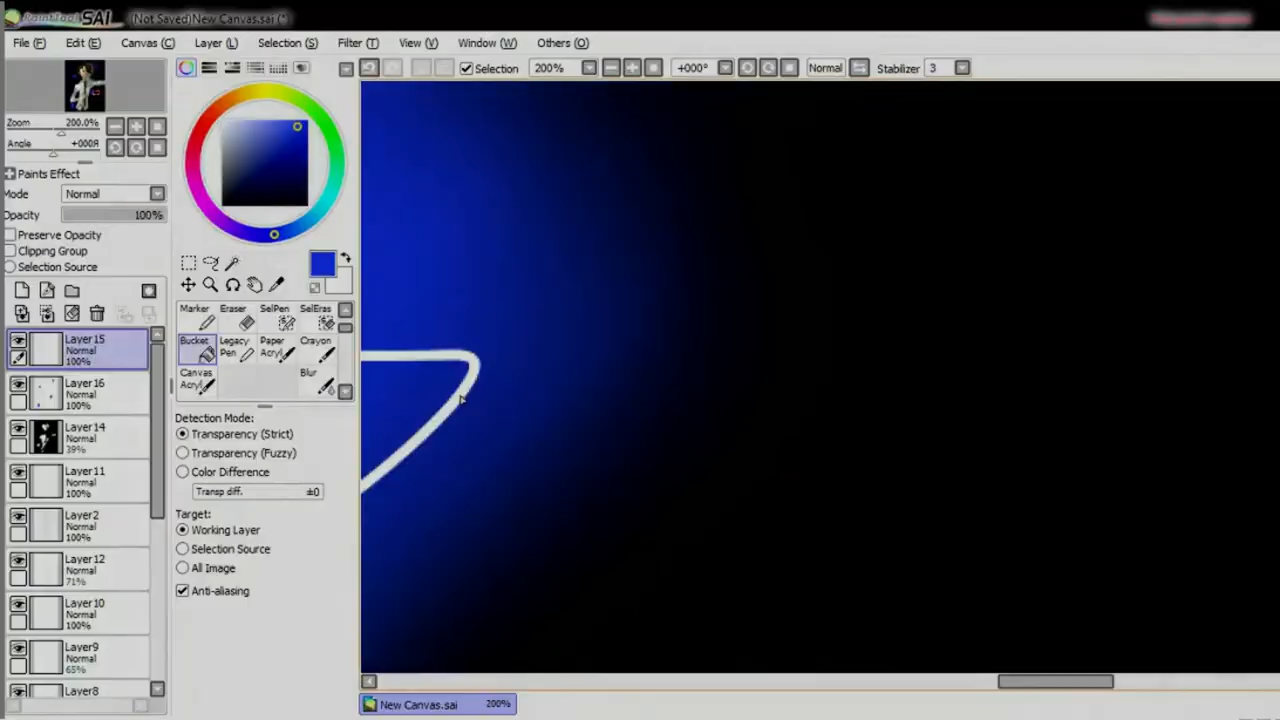 PaintTool SAI (Not Saved)New Canvas.sai (*)
File (F) Edit (E) Canvas (C) Layer (L) Selection (S) Filter (T) View (V) Window (W) Others (O)
Selection 200% +000° Normal Stabilizer 3
Zoom 200.0%
Angle +000Я
Paints Effect
Mode Normal
Opacity 100%
Preserve Opacity
Clipping Group
Selection Source
Layer15
Normal
100%
Layer16
Normal
100%
Layer14
Normal
39%
Layer11
Normal
100%
Layer2
Normal
100%
Layer12
Normal
71%
Layer10
Normal
100%
Layer9
Normal
65%
Layer8
Marker Eraser SelPen SelEras
Bucket Legacy Pen Paper Acryl Crayon
Canvas Acryl Blur
Detection Mode:
Transparency (Strict)
Transparency (Fuzzy)
Color Difference
Transp diff. ±0
Target:
Working Layer
Selection Source
All Image
Anti-aliasing
New Canvas.sai 200%